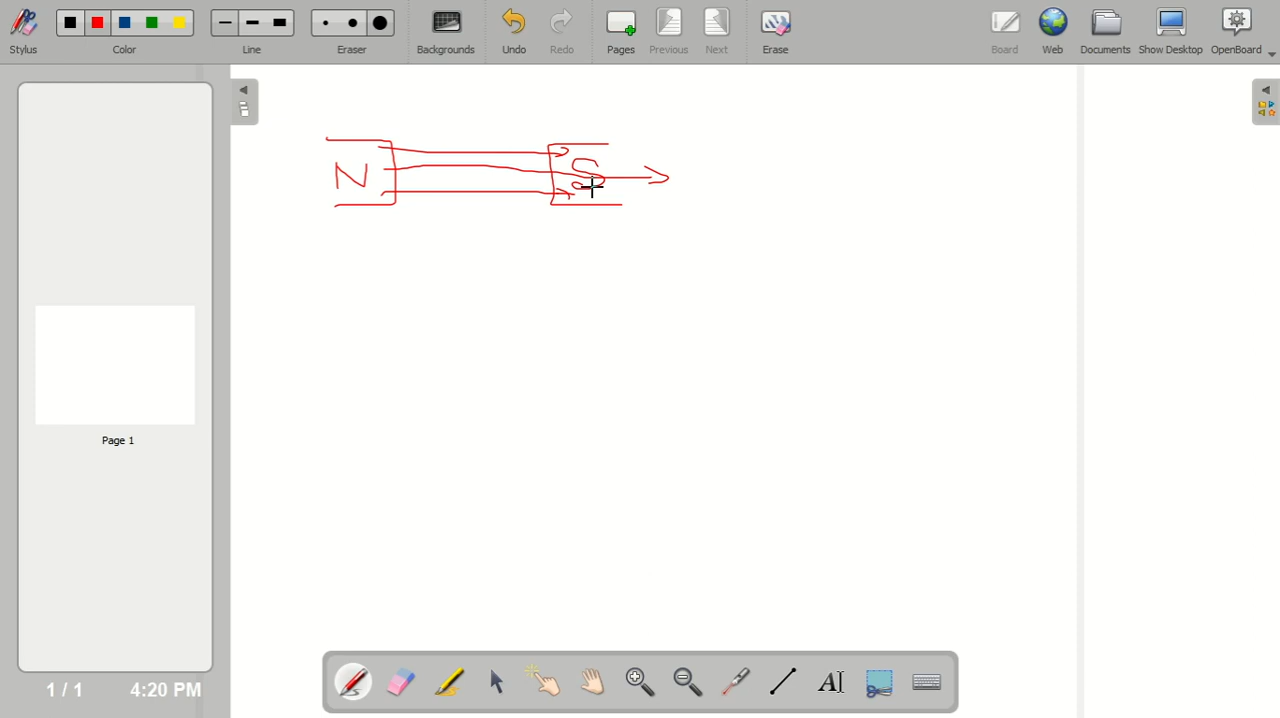 Stylus Color Line Eraser Backgrounds Undo Redo Pages Previous Next Erase Board Web Documents Show Desktop OpenBoard
N S
Page 1
1 / 1 4:20 PM
AI